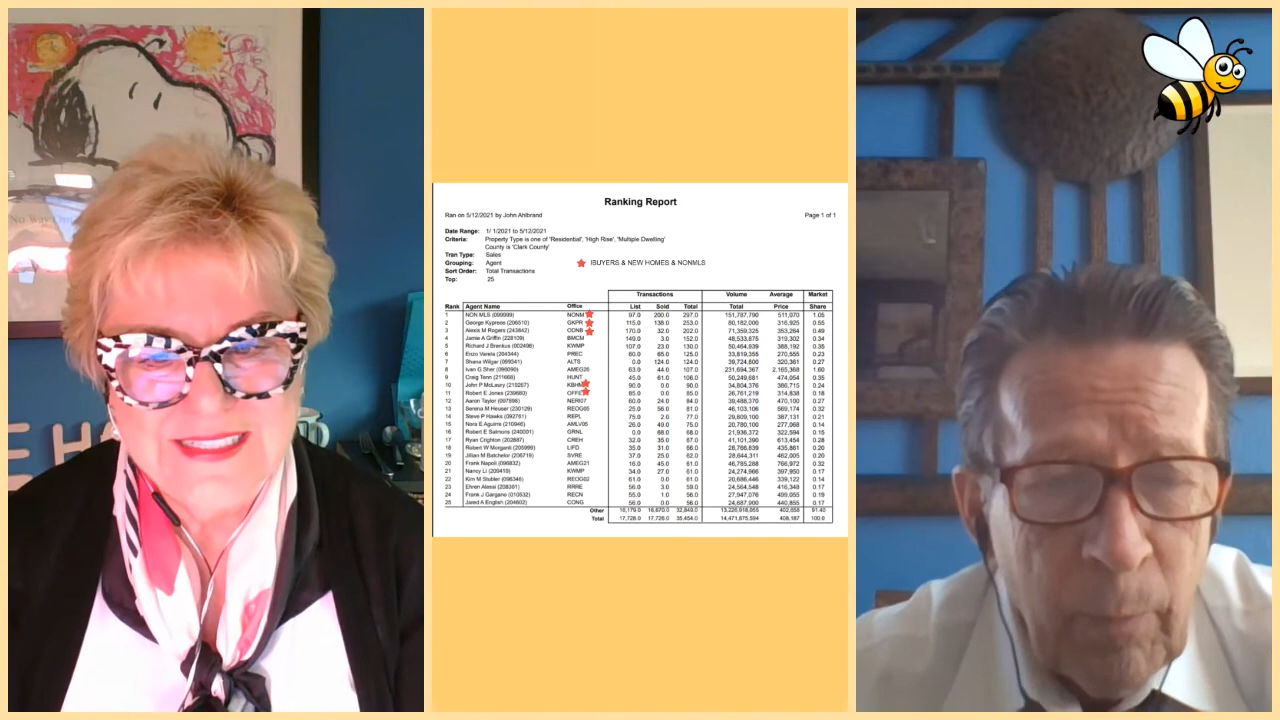 No Way Out
EH
Ranking Report
Ran on 5/12/2021 by John Ahlbrand
Page 1 of 1
Date Range: 1/ 1/2021 to 5/12/2021
Criteria: Property Type is one of 'Residential', 'High Rise', 'Multiple Dwelling'
County is 'Clark County'
Tran Type: Sales
Grouping: Agent
IBUYERS & NEW HOMES & NONMLS
Sort Order: Total Transactions
Top: 25
Transactions Volume Average Market
Rank Agent Name Office List Sold Total Total Price Share
1 NON MLS (099999) NONM 97.0 200.0 297.0 151,787,790 511,070 1.05
2 George Kypreos (206510) GKPR 115.0 138.0 253.0 80,182,000 316,925 0.55
3 Alexis M Rogers (243842) ODNB 170.0 32.0 202.0 71,359,325 353,264 0.49
4 Jamie A Griffin (228109) BMCM 149.0 3.0 152.0 48,533,875 319,302 0.34
5 Richard J Brenkus (002498) KWMP 107.0 23.0 130.0 50,464,939 388,192 0.35
6 Enzo Varela (204344) PREC 60.0 65.0 125.0 33,819,355 270,555 0.23
7 Shana Wilgar (099341) ALTS 0.0 124.0 124.0 39,724,800 320,361 0.27
8 Ivan G Sher (098090) AMEG26 63.0 44.0 107.0 231,694,367 2,165,368 1.60
9 Craig Tann (211668) HUNT 45.0 61.0 106.0 50,249,681 474,054 0.35
10 John P McLaury (219267) KBHM 90.0 0.0 90.0 34,804,376 386,715 0.24
11 Robert E Jones (239680) OFFE 85.0 0.0 85.0 26,761,219 314,838 0.18
12 Aaron Taylor (097898) NER107 60.0 24.0 84.0 39,488,370 470,100 0.27
13 Serena M Heuser (230129) REOG05 25.0 56.0 81.0 46,103,106 569,174 0.32
14 Steve P Hawks (092761) REPL 75.0 2.0 77.0 29,809,100 387,131 0.21
15 Nora E Aguirre (210946) AMLV05 26.0 49.0 75.0 20,780,100 277,068 0.14
16 Robert E Salmons (240001) GRNL 0.0 68.0 68.0 21,936,372 322,594 0.15
17 Ryan Crighton (202887) CREH 32.0 35.0 67.0 41,101,390 613,454 0.28
18 Robert W Morganti (205999) LIFD 35.0 31.0 66.0 28,766,839 435,861 0.20
19 Jillian M Batchelor (206719) SVRE 37.0 25.0 62.0 28,644,311 462,005 0.20
20 Frank Napoli (096832) AMEG21 16.0 45.0 61.0 46,785,288 766,972 0.32
21 Nancy Li (200419) KWMP 34.0 27.0 61.0 24,274,966 397,950 0.17
22 Kim M Stubler (098346) REOG02 61.0 0.0 61.0 20,686,446 339,122 0.14
23 Ehren Alessi (208301) RRRE 56.0 3.0 59.0 24,564,548 416,348 0.17
24 Frank J Gargano (010932) RECN 55.0 1.0 56.0 27,947,076 499,055 0.19
25 Jared A English (204602) CONG 56.0 0.0 56.0 24,687,900 440,855 0.17
Other 16,179.0 16,670.0 32,849.0 13,226,918,055 402,658 91.40
Total 17,728.0 17,726.0 35,454.0 14,471,875,594 408,187 100.0